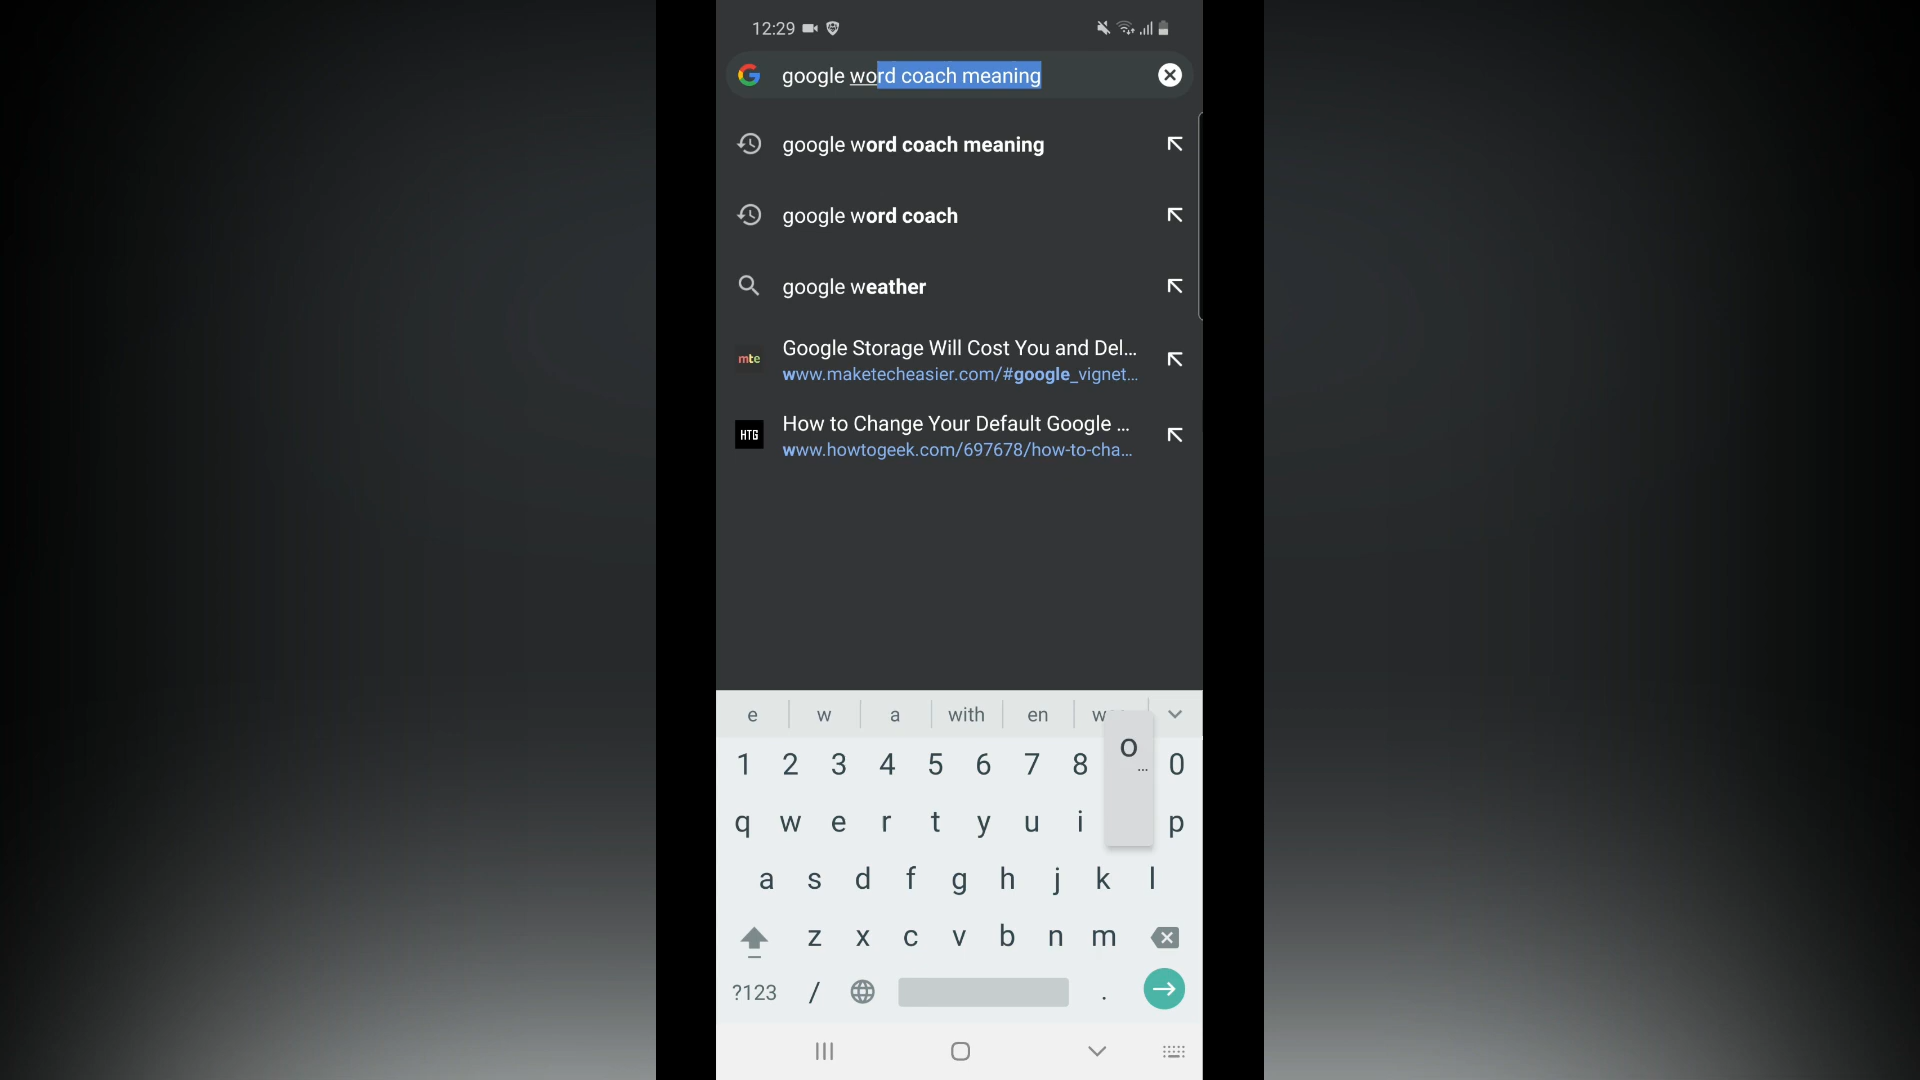 12:29
google word coach meaning
google word coach meaning
google word coach
google weather
mte
Google Storage Will Cost You and Del...
www.maketecheasier.com/#google_vignet...
HTG
How to Change Your Default Google ...
www.howtogeek.com/697678/how-to-cha...
e w a with en
1 2 3 4 5 6 7 8 0
o
...
q w e r t y u i p
a s d f g h j k l
z x c v b n m
?123 / .